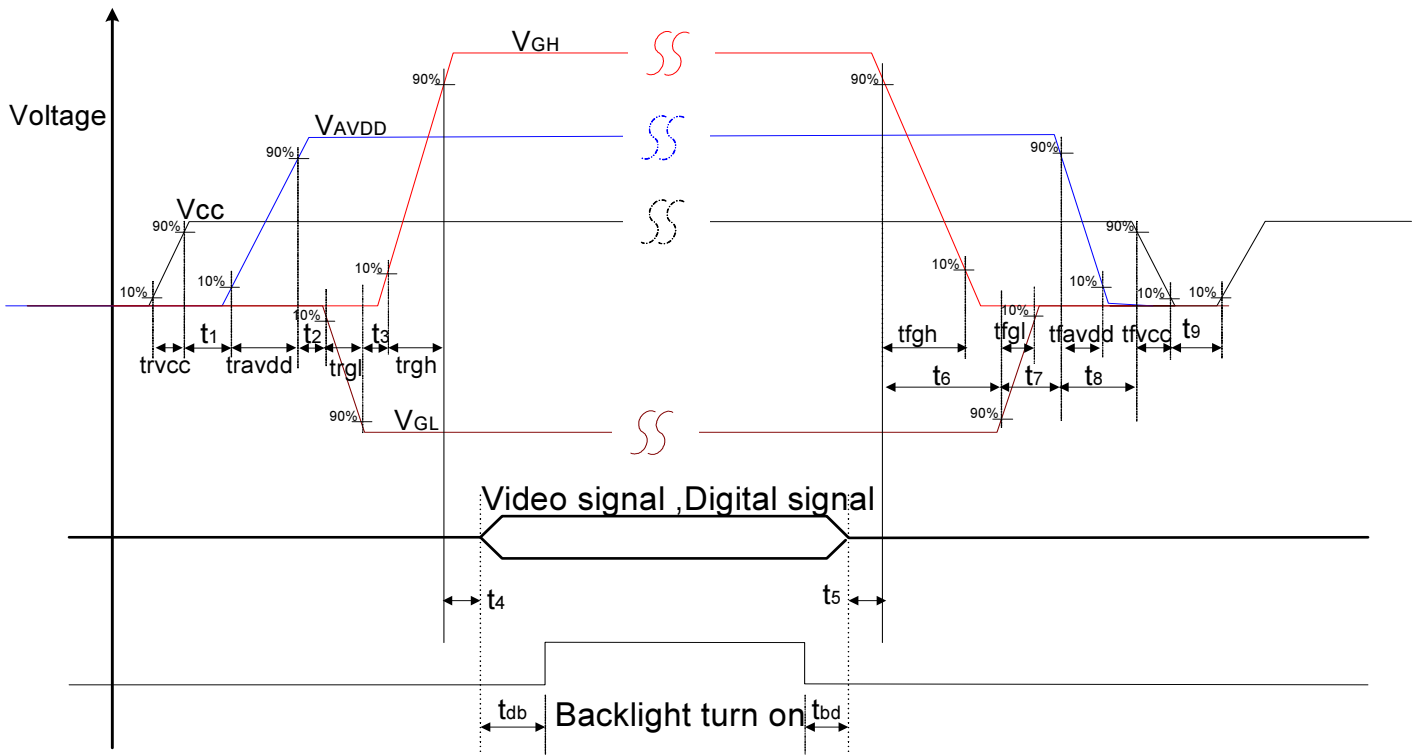 VGH
90%
90%
Voltage
VAVDD
90%
90%
VCC
90%
90%
10%
10%
10%
10%
10%
10%
10%
10%
10%
t1
t2
t3
tfgh
tfgl
tfavdd
tfvcc
t9
trvcc
travdd
trgl
trgh
t6
t7
t8
90%
VGL
90%
Video signal ,Digital signal
t4
t5
tdb
Backlight turn on
tbd